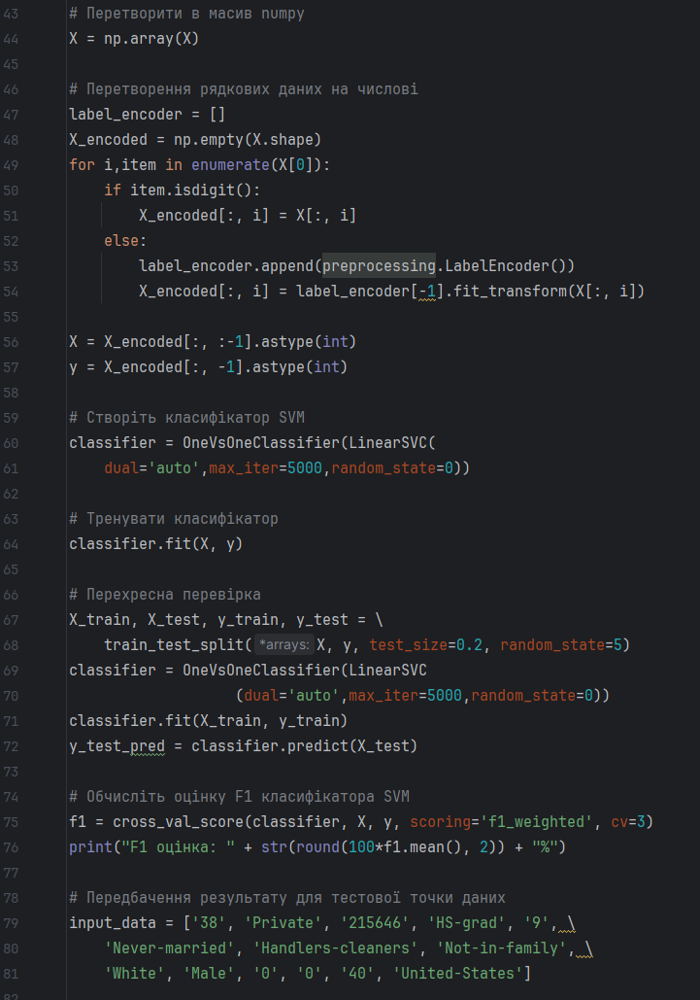 43 # Перетворити в масив numpy
44 X = np.array(X)
45
46 # Перетворення рядкових даних на числові
47 label_encoder = []
48 X_encoded = np.empty(X.shape)
49 for i,item in enumerate(X[0]):
50     if item.isdigit():
51         X_encoded[:, i] = X[:, i]
52     else:
53         label_encoder.append(preprocessing.LabelEncoder())
54         X_encoded[:, i] = label_encoder[-1].fit_transform(X[:, i])
55
56 X = X_encoded[:, :-1].astype(int)
57 y = X_encoded[:, -1].astype(int)
58
59 # Створіть класифікатор SVM
60 classifier = OneVsOneClassifier(LinearSVC(
61     dual='auto',max_iter=5000,random_state=0))
62
63 # Тренувати класифікатор
64 classifier.fit(X, y)
65
66 # Перехресна перевірка
67 X_train, X_test, y_train, y_test = \
68     train_test_split( *arrays: X, y, test_size=0.2, random_state=5)
69 classifier = OneVsOneClassifier(LinearSVC
70                    (dual='auto',max_iter=5000,random_state=0))
71 classifier.fit(X_train, y_train)
72 y_test_pred = classifier.predict(X_test)
73
74 # Обчисліть оцінку F1 класифікатора SVM
75 f1 = cross_val_score(classifier, X, y, scoring='f1_weighted', cv=3)
76 print("F1 оцінка: " + str(round(100*f1.mean(), 2)) + "%")
77
78 # Передбачення результату для тестової точки даних
79 input_data = ['38', 'Private', '215646', 'HS-grad', '9', \
80     'Never-married', 'Handlers-cleaners', 'Not-in-family', \
81     'White', 'Male', '0', '0', '40', 'United-States']
82